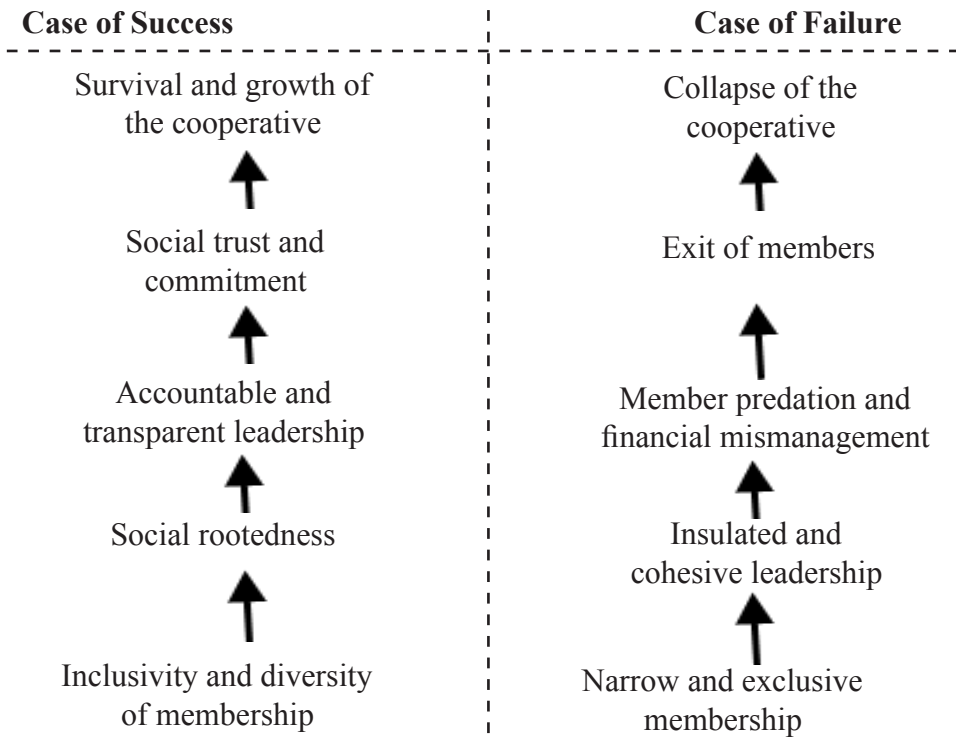 Case of Success
Survival and growth of
the cooperative
Social trust and
commitment
Accountable and
transparent leadership
Social rootedness
Inclusivity and diversity
of membership
Case of Failure
Collapse of the
cooperative
Exit of members
Member predation and
financial mismanagement
Insulated and
cohesive leadership
Narrow and exclusive
membership